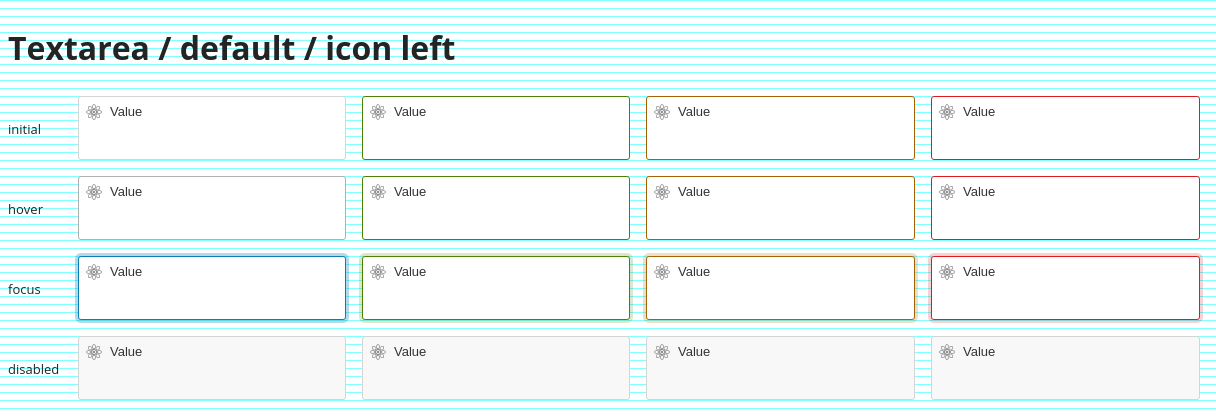 Textarea / default / icon left
initial Value Value Value Value
hover Value Value Value Value
focus Value Value Value Value
disabled Value Value Value Value